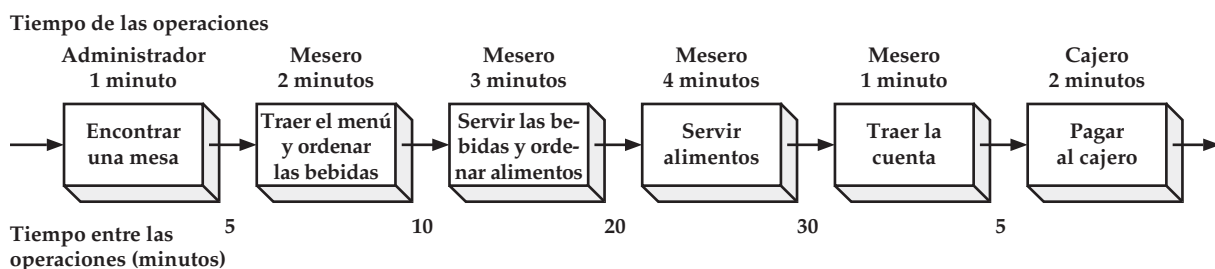 Tiempo de las operaciones
Administrador
1 minuto
Mesero
2 minutos
Mesero
3 minutos
Mesero
4 minutos
Mesero
1 minuto
Cajero
2 minutos
Encontrar
una mesa
Traer el menú
y ordenar
las bebidas
Servir las be-
bidas y orde-
nar alimentos
Servir
alimentos
Traer la
cuenta
Pagar
al cajero
Tiempo entre las
operaciones (minutos)
5
10
20
30
5